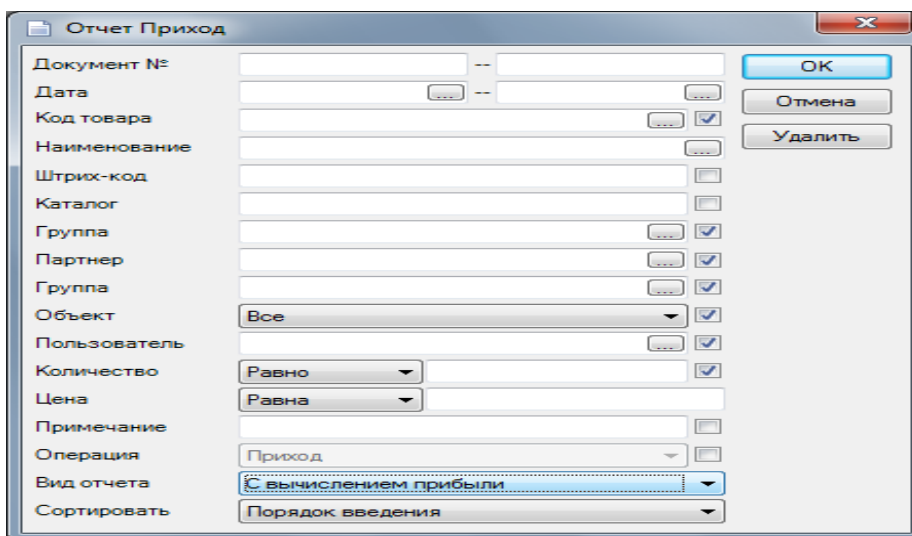 Отчет Приход
Документ № -- OK
Дата ... -- ... Отмена
Код товара ... Удалить
Наименование ...
Штрих-код
Каталог
Группа ...
Партнер ...
Группа ...
Объект Все
Пользователь ...
Количество Равно
Цена Равна
Примечание
Операция Приход
Вид отчета С вычислением прибыли
Сортировать Порядок введения